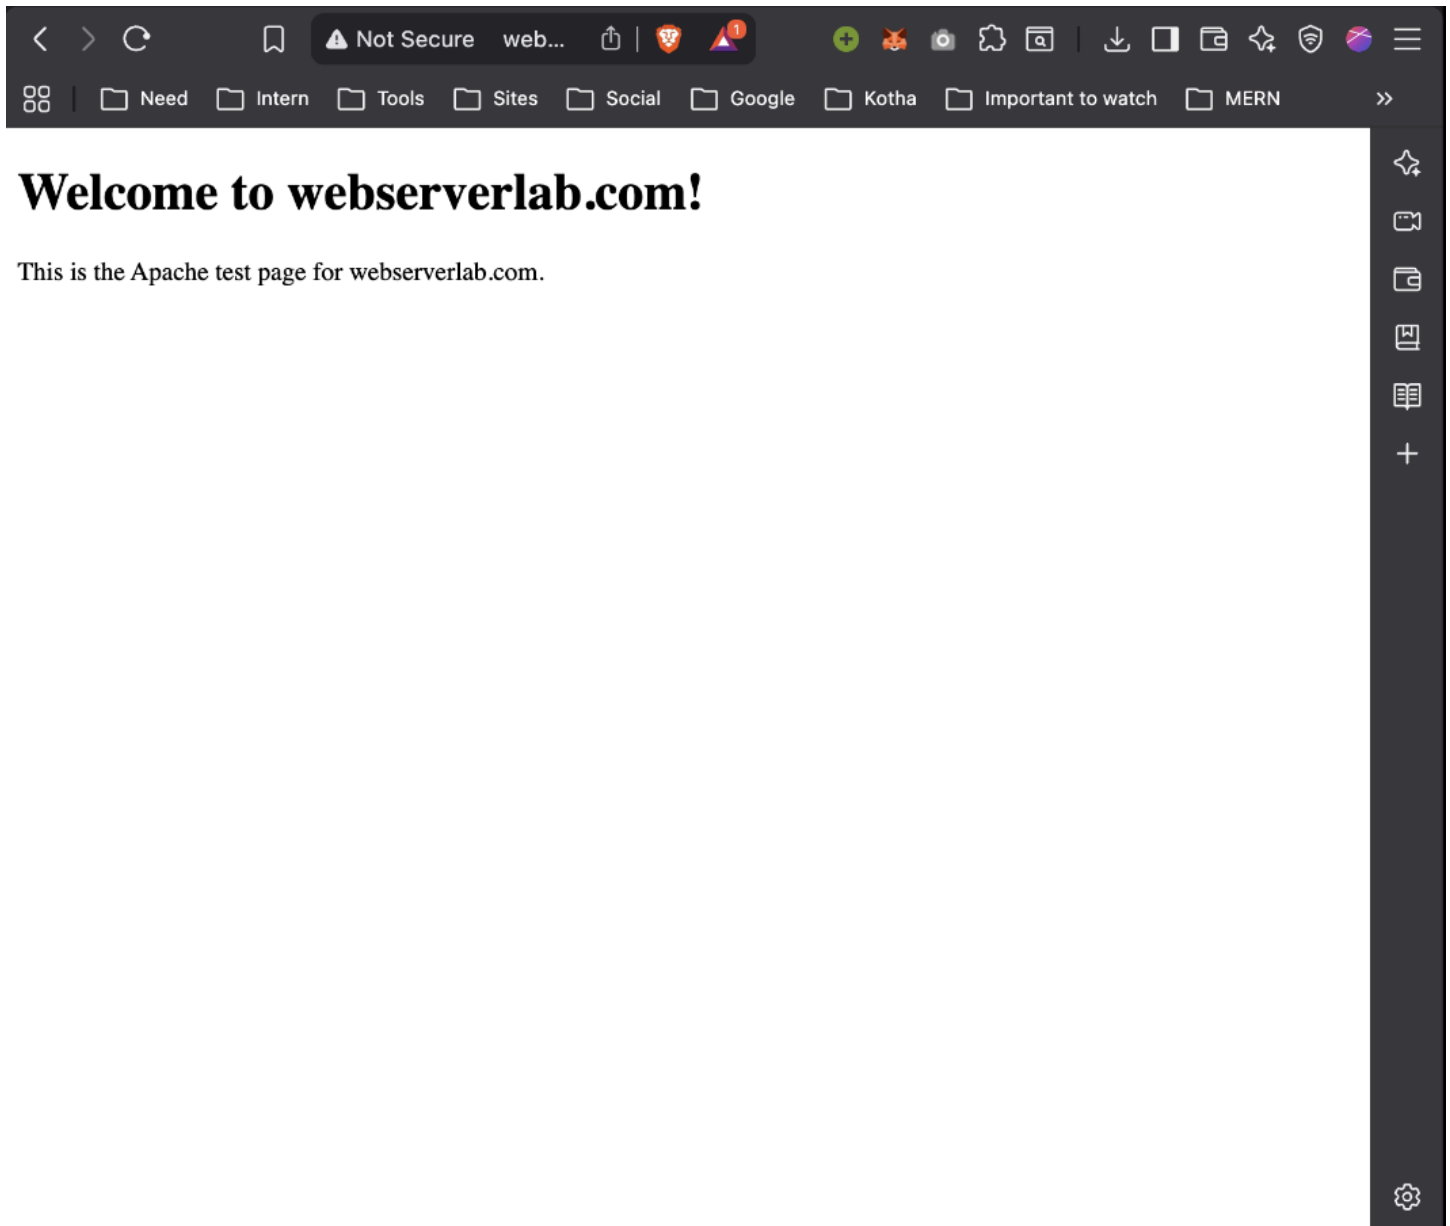 Not Secure web... 1
Need Intern Tools Sites Social Google Kotha Important to watch MERN
Welcome to webserverlab.com!
This is the Apache test page for webserverlab.com.